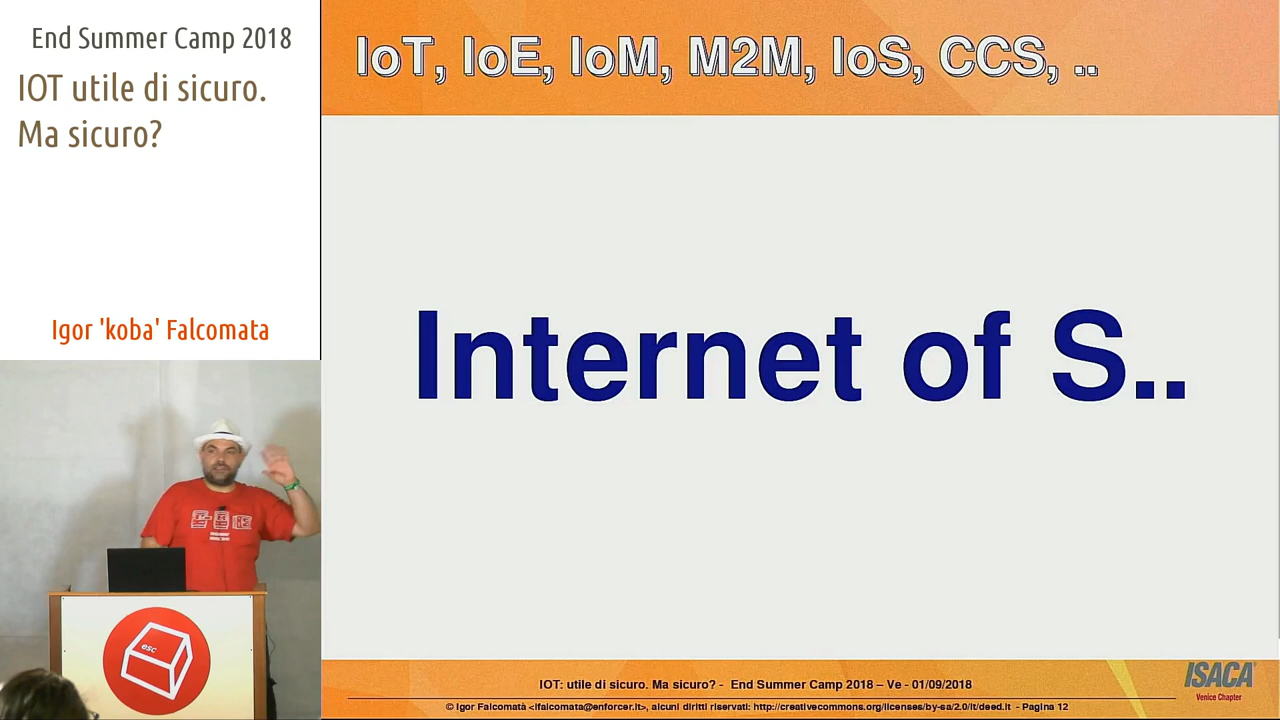 End Summer Camp 2018
IOT utile di sicuro.
Ma sicuro?
Igor 'koba' Falcomata
IoT, IoE, IoM, M2M, IoS, CCS, ..
Internet of S..
esc
IOT: utile di sicuro. Ma sicuro? - End Summer Camp 2018 – Ve - 01/09/2018
© Igor Falcomatà <ifalcomata@enforcer.it>, alcuni diritti riservati: http://creativecommons.org/licenses/by-sa/2.0/it/deed.it - Pagina 12
ISACA
Venice Chapter